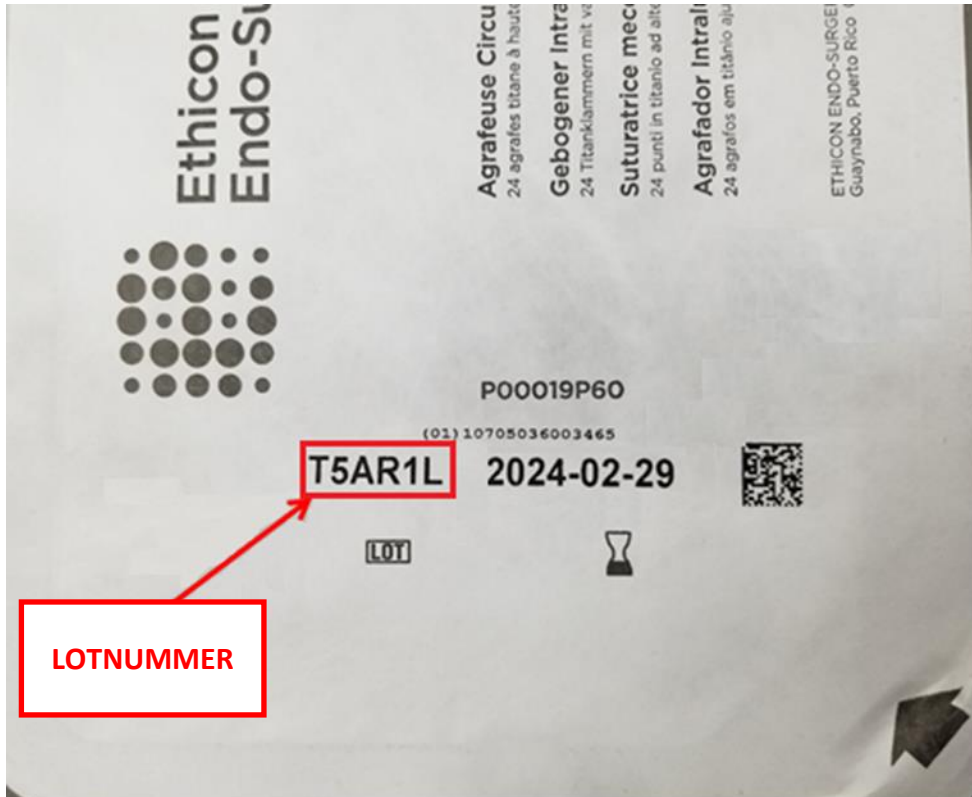 Ethicon
Endo-Su
Agrafeuse Circu
24 agrafes titane à haute
Gebogener Intra
24 Titanklammern mit va
Suturatrice mec
24 punti in titanio ad alte
Agrafador Intralu
24 agrafos em titânio aju
ETHICON ENDO-SURGE
Guaynabo, Puerto Rico
P00019P60
(01)10705036003465
T5AR1L 2024-02-29
LOT
LOTNUMMER